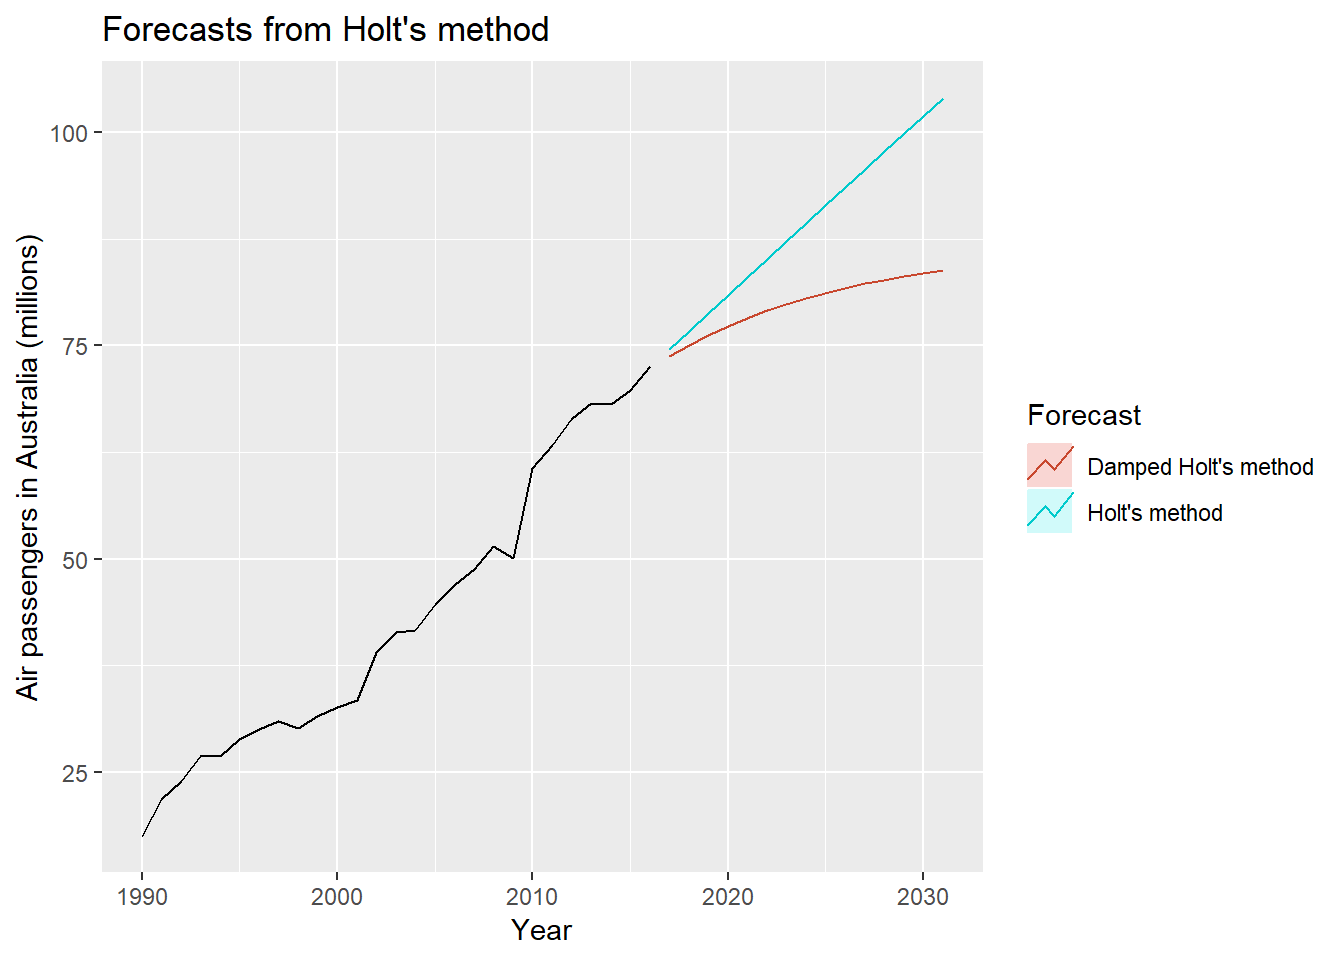 Forecasts from Holt's method
Air passengers in Australia (millions)
100
75
50
25
1990
2000
2010
2020
2030
Year
Forecast
Damped Holt's method
Holt's method